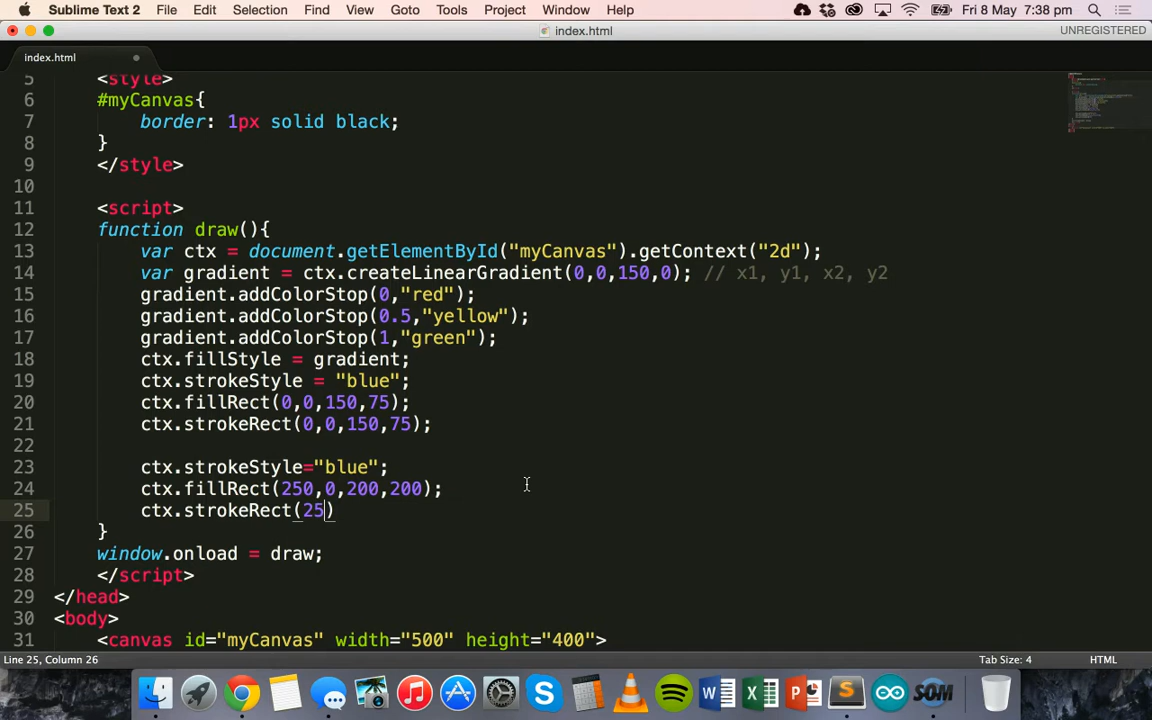 Sublime Text 2 File Edit Selection Find View Goto Tools Project Window Help Fri 8 May 7:38 pm
index.html UNREGISTERED
index.html
5 <style>
6 #myCanvas{
7 border: 1px solid black;
8 }
9 </style>
10
11 <script>
12 function draw(){
13 var ctx = document.getElementById("myCanvas").getContext("2d");
14 var gradient = ctx.createLinearGradient(0,0,150,0); // x1, y1, x2, y2
15 gradient.addColorStop(0,"red");
16 gradient.addColorStop(0.5,"yellow");
17 gradient.addColorStop(1,"green");
18 ctx.fillStyle = gradient;
19 ctx.strokeStyle = "blue";
20 ctx.fillRect(0,0,150,75);
21 ctx.strokeRect(0,0,150,75);
22
23 ctx.strokeStyle="blue";
24 ctx.fillRect(250,0,200,200);
25 ctx.strokeRect(25)
26 }
27 window.onload = draw;
28 </script>
29 </head>
30 <body>
31 <canvas id="myCanvas" width="500" height="400">
Line 25, Column 26 Tab Size: 4 HTML
SOM